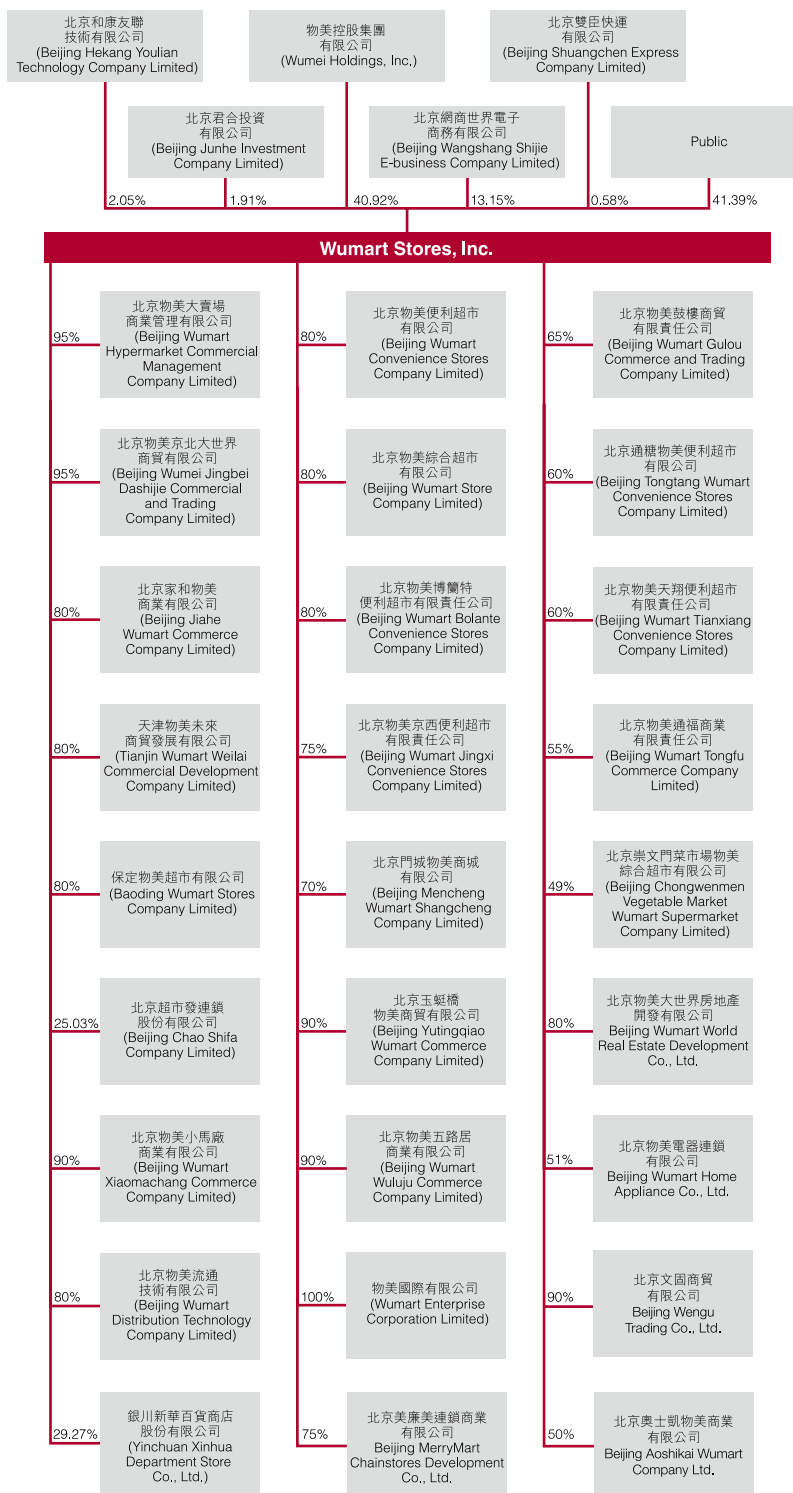 北京和康友聯
技術有限公司
(Beijing Hekang Youlian
Technology Company Limited)
物美控股集團
有限公司
(Wumei Holdings, Inc.)
北京雙臣快運
有限公司
(Beijing Shuangchen Express
Company Limited)
北京君合投資
有限公司
(Beijing Junhe Investment
Company Limited)
北京網商世界電子
商務有限公司
(Beijing Wangshang Shijie
E-business Company Limited)
Public
2.05%
1.91%
40.92%
13.15%
0.58%
41.39%
Wumart Stores, Inc.
95%
北京物美大賣場
商業管理有限公司
(Beijing Wumart
Hypermarket Commercial
Management
Company Limited)
80%
北京物美便利超市
有限公司
(Beijing Wumart
Convenience Stores
Company Limited)
65%
北京物美鼓樓商貿
有限責任公司
(Beijing Wumart Gulou
Commerce and Trading
Company Limited)
95%
北京物美京北大世界
商貿有限公司
(Beijing Wumei Jingbei
Dashijie Commercial
and Trading
Company Limited)
80%
北京物美綜合超市
有限公司
(Beijing Wumart Store
Company Limited)
60%
北京通糖物美便利超市
有限公司
(Beijing Tongtang Wumart
Convenience Stores
Company Limited)
80%
北京家和物美
商業有限公司
(Beijing Jiahe
Wumart Commerce
Company Limited)
80%
北京物美博蘭特
便利超市有限責任公司
(Beijing Wumart Bolante
Convenience Stores
Company Limited)
60%
北京物美天翔便利超市
有限責任公司
(Beijing Wumart Tianxiang
Convenience Stores
Company Limited)
80%
天津物美未來
商貿發展有限公司
(Tianjin Wumart Weilai
Commercial Development
Company Limited)
75%
北京物美京西便利超市
有限責任公司
(Beijing Wumart Jingxi
Convenience Stores
Company Limited)
55%
北京物美通福商業
有限責任公司
(Beijing Wumart Tongfu
Commerce Company
Limited)
80%
保定物美超市有限公司
(Baoding Wumart Stores
Company Limited)
70%
北京門城物美商城
有限公司
(Beijing Mencheng
Wumart Shangcheng
Company Limited)
49%
北京崇文門菜市場物美
綜合超市有限公司
(Beijing Chongwenmen
Vegetable Market
Wumart Supermarket
Company Limited)
25.03%
北京超市發連鎖
股份有限公司
(Beijing Chao Shifa
Company Limited)
90%
北京玉蜓橋
物美商貿有限公司
(Beijing Yutingqiao
Wumart Commerce
Company Limited)
80%
北京物美大世界房地產
開發有限公司
Beijing Wumart World
Real Estate Development
Co., Ltd.
90%
北京物美小馬廠
商業有限公司
(Beijing Wumart
Xiaomachang Commerce
Company Limited)
90%
北京物美五路居
商業有限公司
(Beijing Wumart
Wuluju Commerce
Company Limited)
51%
北京物美電器連鎖
有限公司
Beijing Wumart Home
Appliance Co., Ltd.
80%
北京物美流通
技術有限公司
(Beijing Wumart
Distribution Technology
Company Limited)
100%
物美國際有限公司
(Wumart Enterprise
Corporation Limited)
90%
北京文固商貿
有限公司
Beijing Wengu
Trading Co., Ltd.
29.27%
銀川新華百貨商店
股份有限公司
(Yinchuan Xinhua
Department Store
Co., Ltd.)
75%
北京美廉美連鎖商業
有限公司
Beijing MerryMart
Chainstores Development
Co., Ltd.
50%
北京奧士凱物美商業
有限公司
Beijing Aoshikai Wumart
Company Ltd.